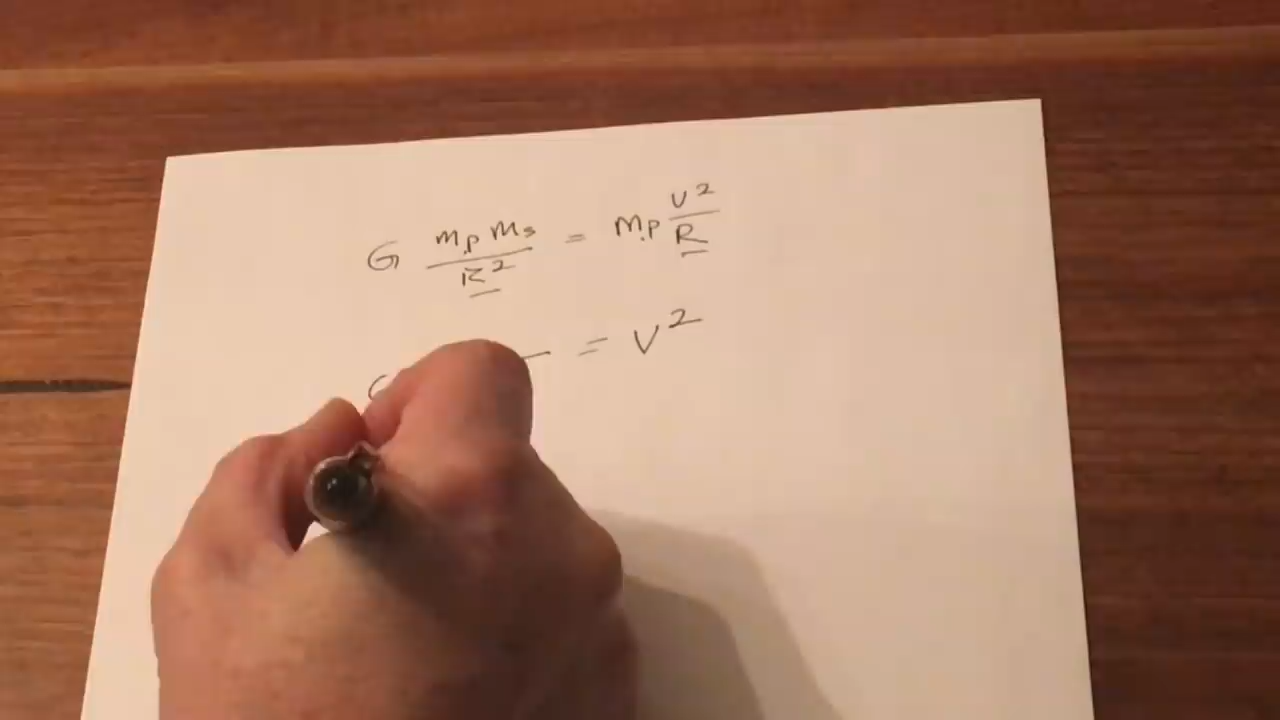 G mₚ mₛ / R² = mₚ v² / R
G = v²